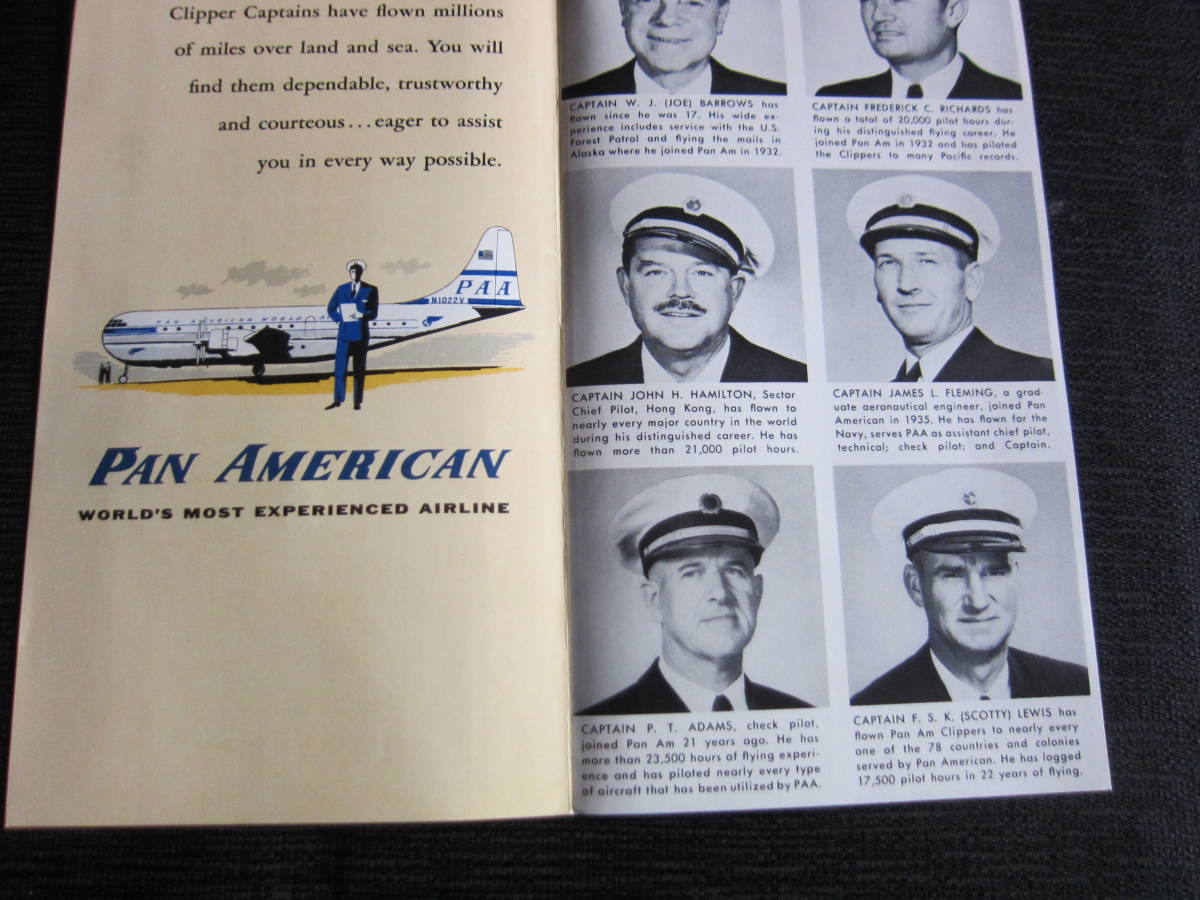 Clipper Captains have flown millions
of miles over land and sea. You will
find them dependable, trustworthy
and courteous...eager to assist
you in every way possible.
PAA
N1022V
PAN AMERICAN WORLD A
PAN AMERICAN
WORLD'S MOST EXPERIENCED AIRLINE
CAPTAIN W. J. (JOE) BARROWS has
flown since he was 17. His wide ex-
perience includes service with the U.S.
Forest Patrol and flying the mails in
Alaska where he joined Pan Am in 1932.
CAPTAIN FREDERICK C. RICHARDS has
flown a total of 20,000 pilot hours dur-
ing his distinguished flying career. He
joined Pan Am in 1932 and has piloted
the Clippers to many Pacific records.
CAPTAIN JOHN H. HAMILTON, Sector
Chief Pilot, Hong Kong, has flown to
nearly every major country in the world
during his distinguished career. He has
flown more than 21,000 pilot hours.
CAPTAIN JAMES L. FLEMING, a grad-
uate aeronautical engineer, joined Pan
American in 1935. He has flown for the
Navy, serves PAA as assistant chief pilot,
technical; check pilot; and Captain.
CAPTAIN P. T. ADAMS, check pilot,
joined Pan Am 21 years ago. He has
more than 23,500 hours of flying experi-
ence and has piloted nearly every type
of aircraft that has been utilized by PAA.
CAPTAIN F. S. K. (SCOTTY) LEWIS has
flown Pan Am Clippers to nearly every
one of the 78 countries and colonies
served by Pan American. He has logged
17,500 pilot hours in 22 years of flying.